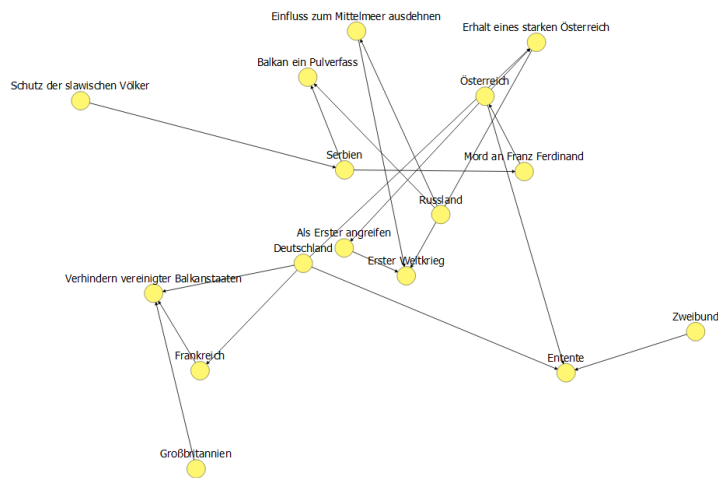 Einfluss zum Mittelmeer ausdehnen
Erhalt eines starken Österreich
Balkan ein Pulverfass
Österreich
Schutz der slawischen Völker
Serbien
Mord an Franz Ferdinand
Russland
Als Erster angreifen
Deutschland
Erster Weltkrieg
Verhindern vereinigter Balkanstaaten
Zweibund
Frankreich
Entente
Großbritannien